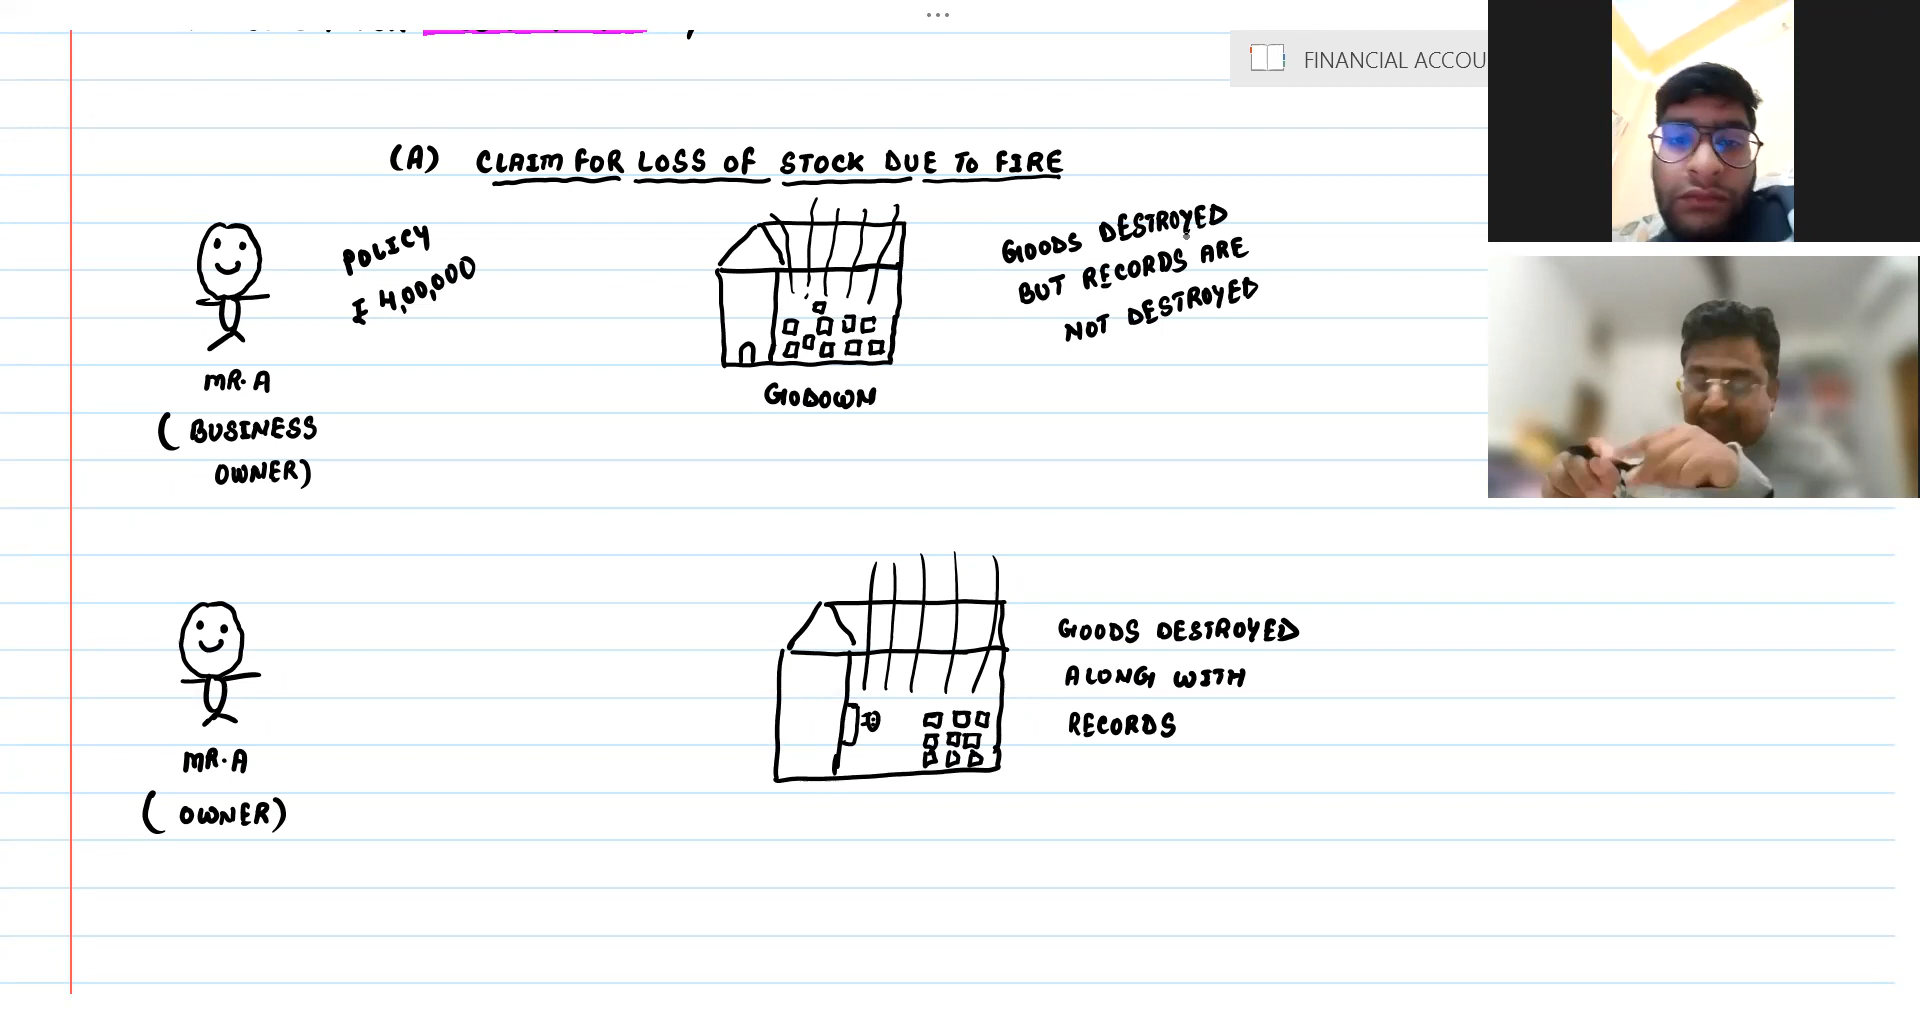 FINANCIAL ACCOU
(A) CLAIM FOR LOSS OF STOCK DUE TO FIRE
POLICY
₹ 4,00,000
GOODS DESTROYED
BUT RECORDS ARE
NOT DESTROYED
MR. A
(BUSINESS
OWNER)
GODOWN
GOODS DESTROYED
ALONG WITH
RECORDS
MR. A
(OWNER)